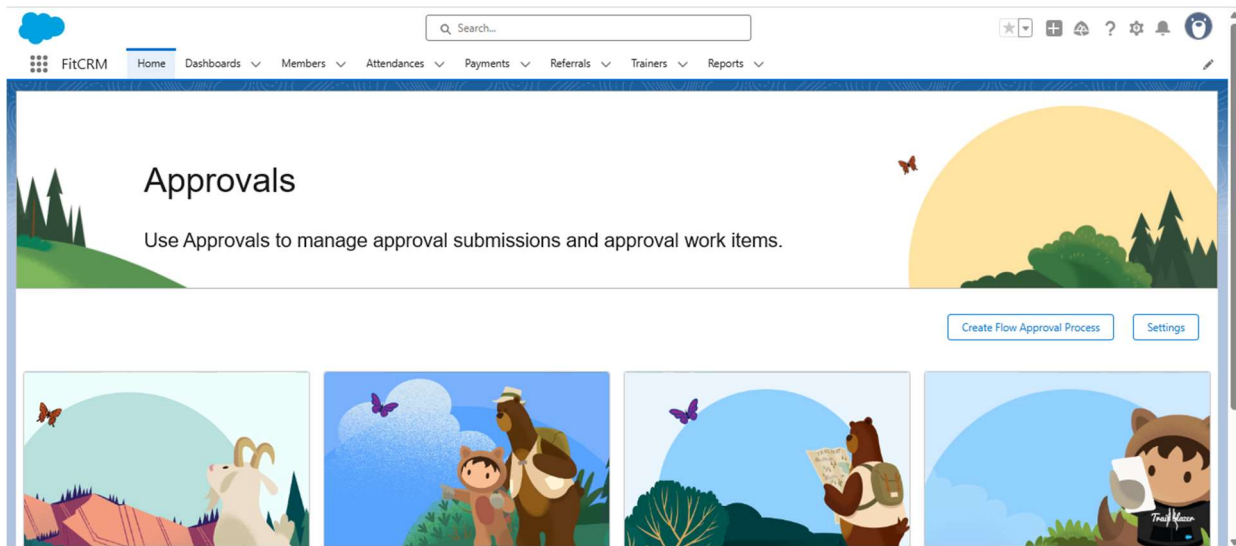 Search...
FitCRM Home Dashboards Members Attendances Payments Referrals Trainers Reports
Approvals
Use Approvals to manage approval submissions and approval work items.
Create Flow Approval Process Settings
Trailblazer